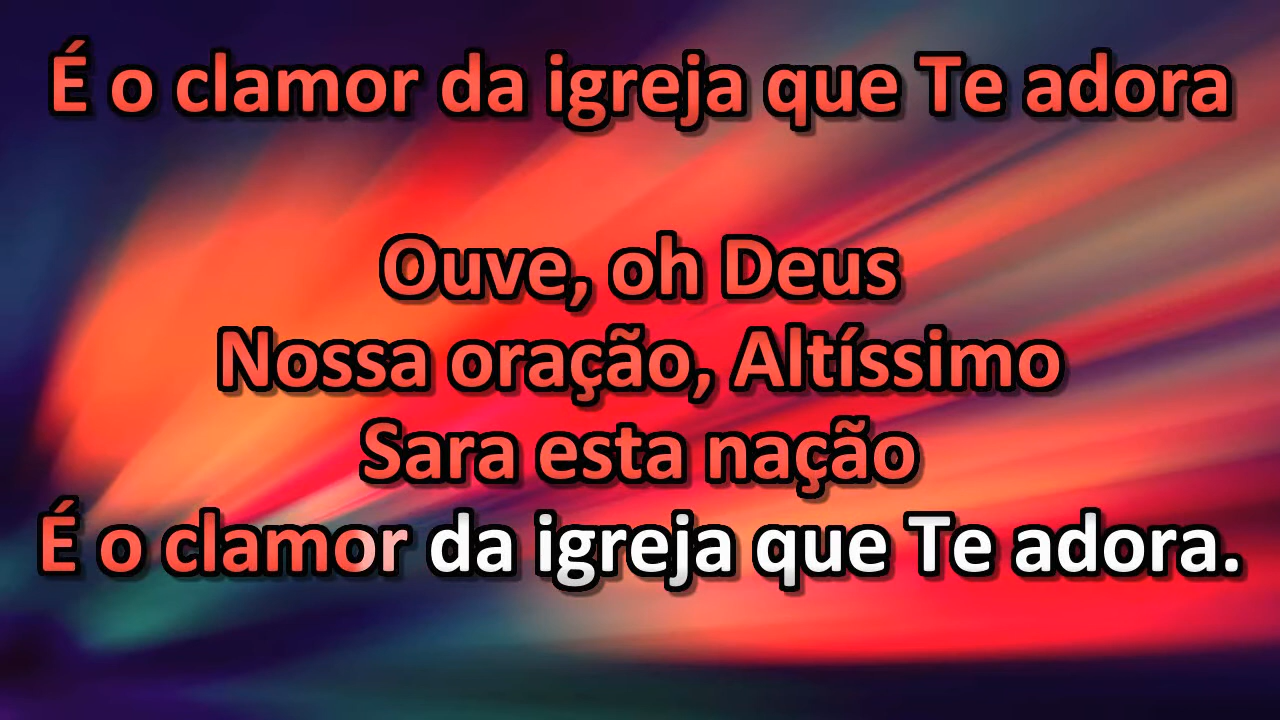 É o clamor da igreja que Te adora
Ouve, oh Deus
Nossa oração, Altíssimo
Sara esta nação
É o clamor da igreja que Te adora.